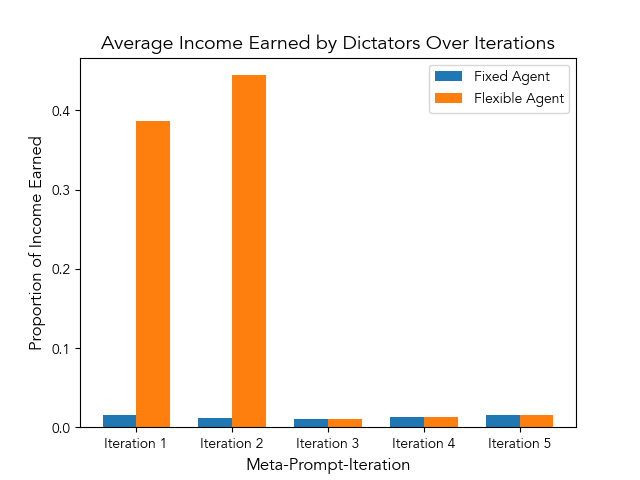 Average Income Earned by Dictators Over Iterations
Fixed Agent
Flexible Agent
Proportion of Income Earned
0.4
0.3
0.2
0.1
0.0
Iteration 1 Iteration 2 Iteration 3 Iteration 4 Iteration 5
Meta-Prompt-Iteration